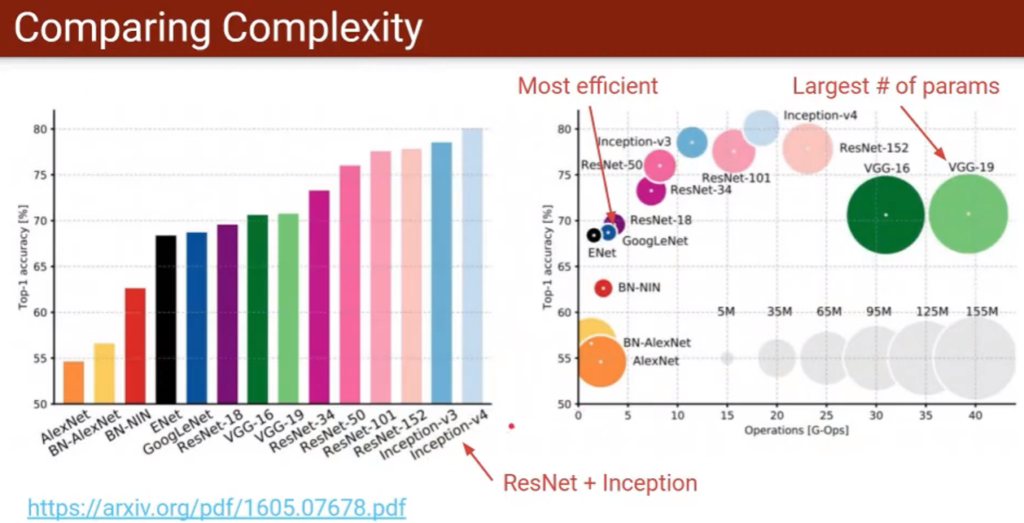 Comparing Complexity
Most efficient
Largest # of params
Top-1 accuracy [%]
80
75
70
65
60
55
50
AlexNet
BN-AlexNet
BN-NIN
ENet
GoogLeNet
ResNet-18
VGG-16
VGG-19
ResNet-34
ResNet-50
ResNet-101
ResNet-152
Inception-v3
Inception-v4
Top-1 accuracy [%]
80
75
70
65
60
55
50
Inception-v4
Inception-v3
ResNet-152
ResNet-50
ResNet-101
VGG-16
VGG-19
ResNet-34
ResNet-18
GoogLeNet
ENet
BN-NIN
5M
35M
65M
95M
125M
155M
BN-AlexNet
AlexNet
0
5
10
15
20
25
30
35
40
Operations [G-Ops]
ResNet + Inception
https://arxiv.org/pdf/1605.07678.pdf